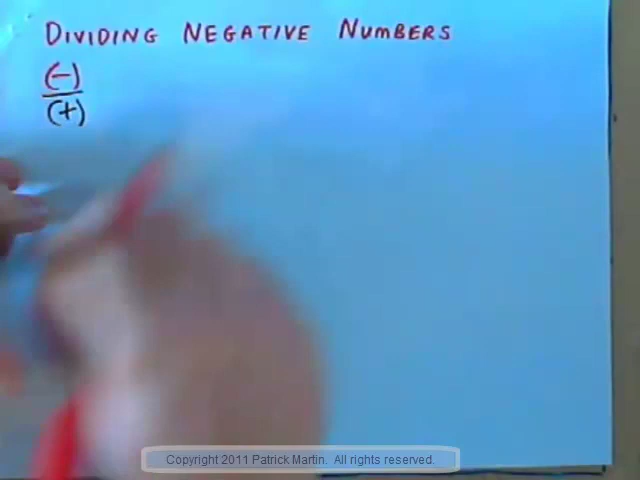 DIVIDING NEGATIVE NUMBERS
(-)
(+)
Copyright 2011 Patrick Martin. All rights reserved.